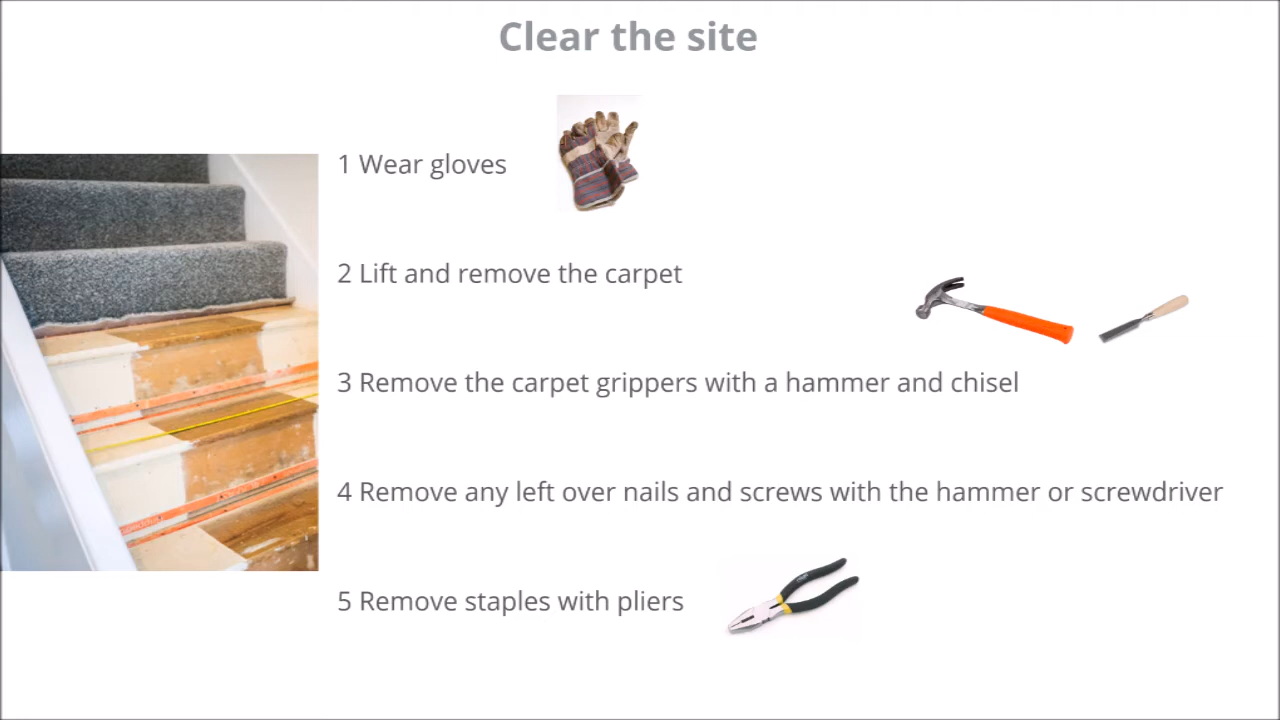 Clear the site
1 Wear gloves
2 Lift and remove the carpet
3 Remove the carpet grippers with a hammer and chisel
4 Remove any left over nails and screws with the hammer or screwdriver
5 Remove staples with pliers